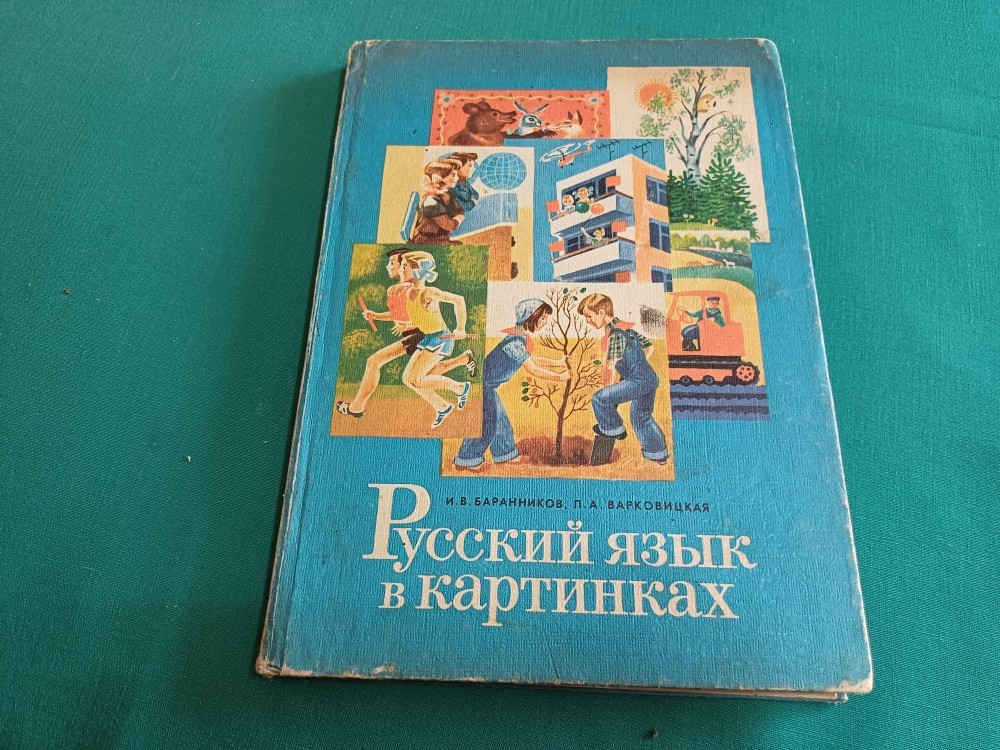 И. В. БАРАННИКОВ, Л. А. ВАРКОВИЦКАЯ
Русский язык
в картинках